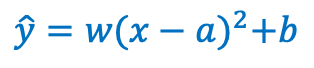 ŷ = w(x − a)²+b